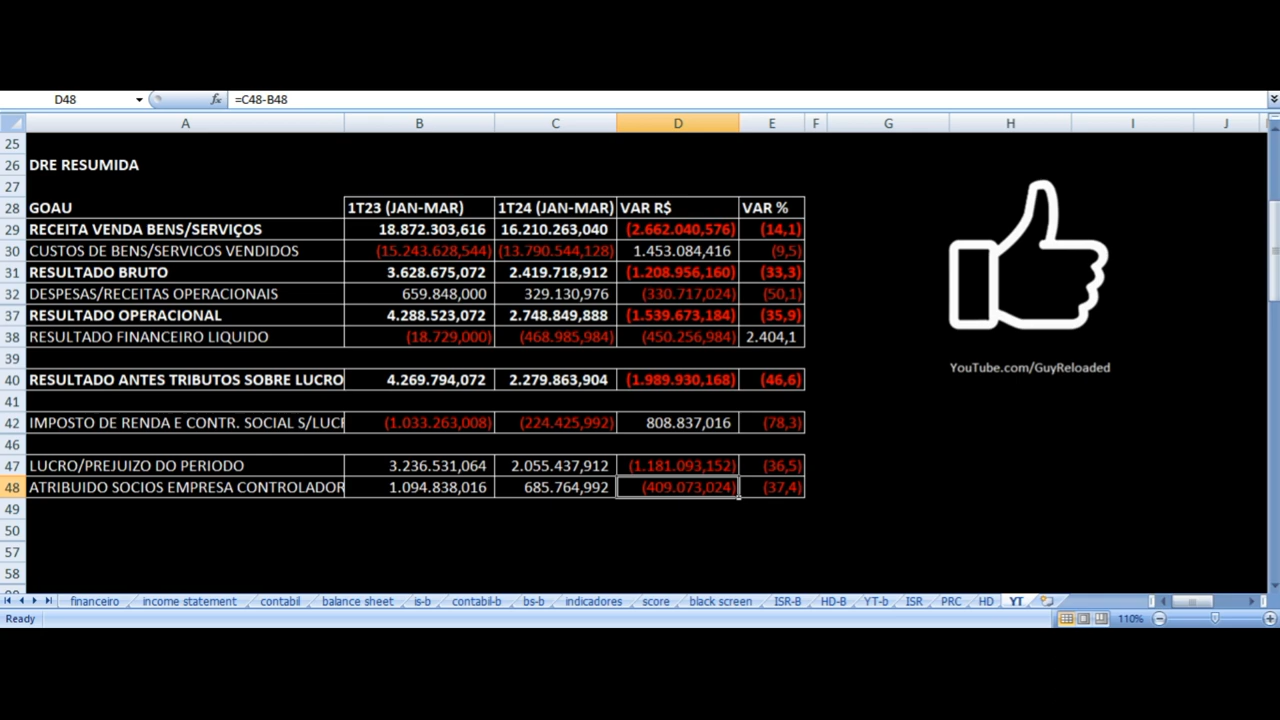 D48 fx =C48-B48
A B C D E F G H I J
25
26 DRE RESUMIDA
27
28 GOAU 1T23 (JAN-MAR) 1T24 (JAN-MAR) VAR R$ VAR %
29 RECEITA VENDA BENS/SERVIÇOS 18.872.303,616 16.210.263,040 (2.662.040,576) (14,1)
30 CUSTOS DE BENS/SERVICOS VENDIDOS (15.243.628,544) (13.790.544,128) 1.453.084,416 (9,5)
31 RESULTADO BRUTO 3.628.675,072 2.419.718,912 (1.208.956,160) (33,3)
32 DESPESAS/RECEITAS OPERACIONAIS 659.848,000 329.130,976 (330.717,024) (50,1)
37 RESULTADO OPERACIONAL 4.288.523,072 2.748.849,888 (1.539.673,184) (35,9)
38 RESULTADO FINANCEIRO LIQUIDO (18.729,000) (468.985,984) (450.256,984) 2.404,1
39
40 RESULTADO ANTES TRIBUTOS SOBRE LUCRO 4.269.794,072 2.279.863,904 (1.989.930,168) (46,6)
41
42 IMPOSTO DE RENDA E CONTR. SOCIAL S/LUCR (1.033.263,008) (224.425,992) 808.837,016 (78,3)
46
47 LUCRO/PREJUIZO DO PERIODO 3.236.531,064 2.055.437,912 (1.181.093,152) (36,5)
48 ATRIBUIDO SOCIOS EMPRESA CONTROLADOR 1.094.838,016 685.764,992 (409.073,024) (37,4)
49
50
57
58
YouTube.com/GuyReloaded
financeiro income statement contabil balance sheet is-b contabil-b bs-b indicadores score black screen ISR-B HD-B YT-b ISR PRC HD YT
Ready 110%